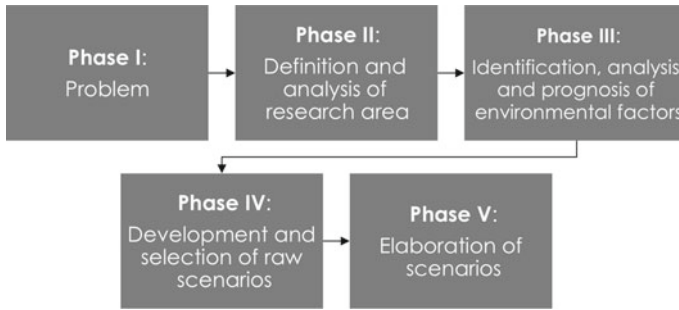 Phase I:
Problem
Phase II:
Definition and
analysis of
research area
Phase III:
Identification, analysis
and prognosis of
environmental factors
Phase IV:
Development and
selection of raw
scenarios
Phase V:
Elaboration of
scenarios